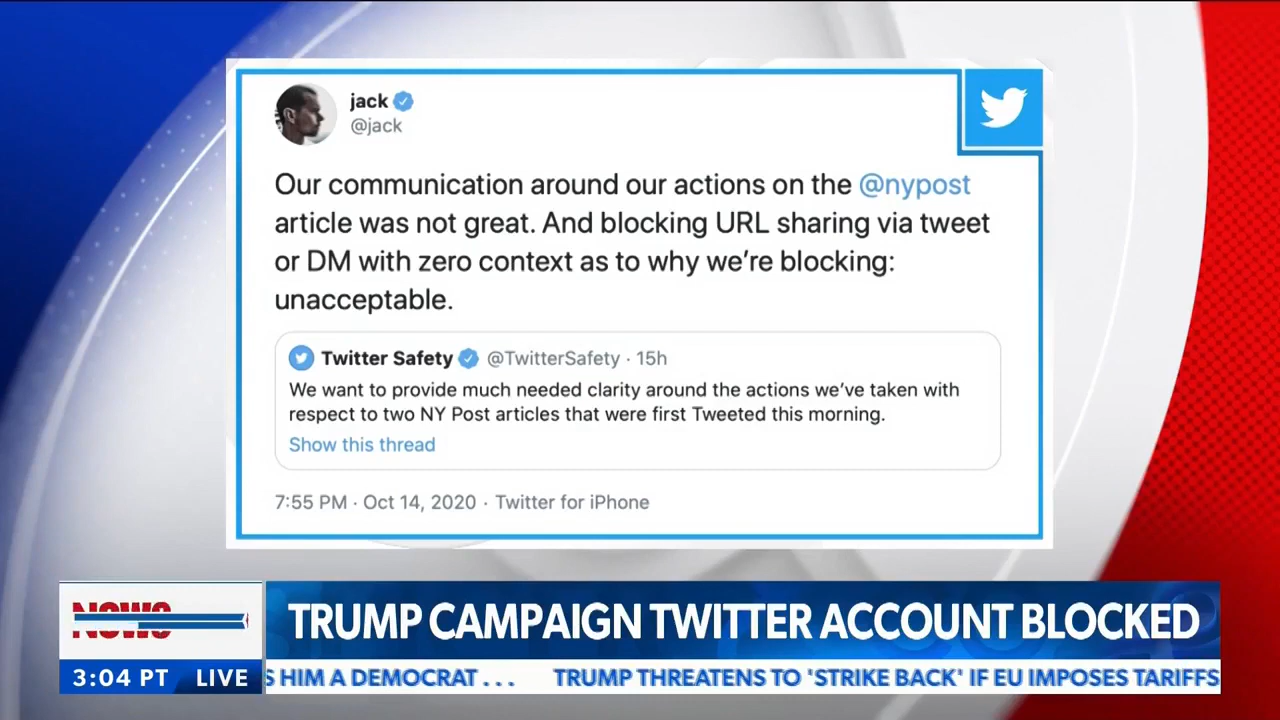 jack
@jack
Our communication around our actions on the @nypost
article was not great. And blocking URL sharing via tweet
or DM with zero context as to why we're blocking:
unacceptable.
Twitter Safety @TwitterSafety · 15h
We want to provide much needed clarity around the actions we've taken with
respect to two NY Post articles that were first Tweeted this morning.
Show this thread
7:55 PM · Oct 14, 2020 · Twitter for iPhone
TRUMP CAMPAIGN TWITTER ACCOUNT BLOCKED
3:04 PT LIVE
S HIM A DEMOCRAT . . . TRUMP THREATENS TO 'STRIKE BACK' IF EU IMPOSES TARIFFS